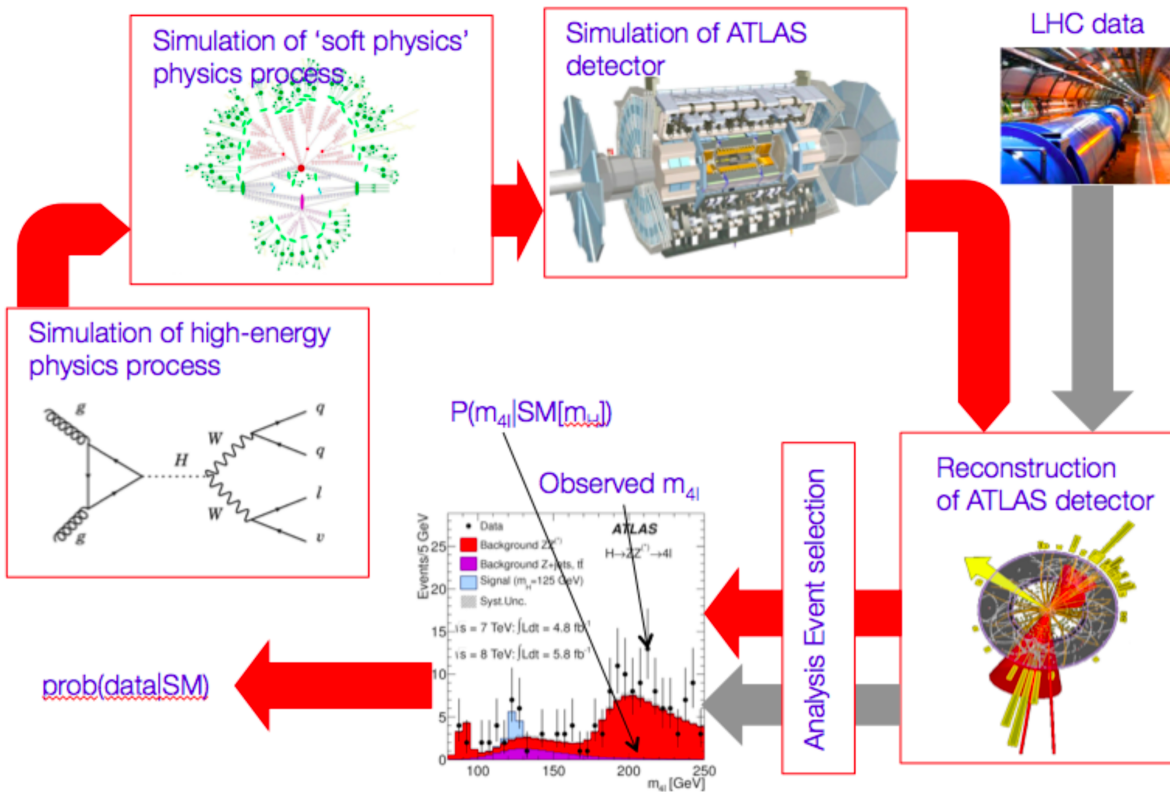 Simulation of 'soft physics'
physics process
Simulation of ATLAS
detector
LHC data
Simulation of high-energy
physics process
g
g
H
W
W
q
q
l
ν
P(m4l|SM[mH])
Observed m4l
Analysis Event selection
Reconstruction
of ATLAS detector
Events/5 GeV
25
20
15
10
5
0
Data
Background ZZ(*)
Background Z+jets, tt̄
Signal (mH=125 GeV)
Syst.Unc.
ATLAS
H→ZZ(*)→4l
s = 7 TeV: ∫Ldt = 4.8 fb-1
s = 8 TeV: ∫Ldt = 5.8 fb-1
100
150
200
250
m4l [GeV]
prob(data|SM)